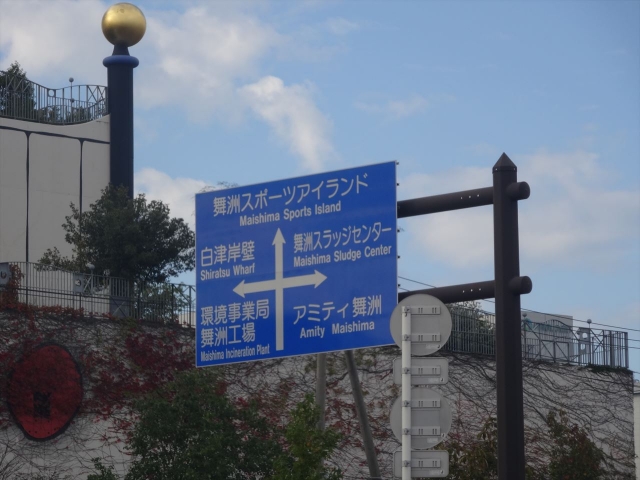 舞洲スポーツアイランド
Maishima Sports Island
白津岸壁
Shiratsu Wharf
舞洲スラッジセンター
Maishima Sludge Center
環境事業局
舞洲工場
Maishima Incineration Plant
アミティ舞洲
Amity Maishima